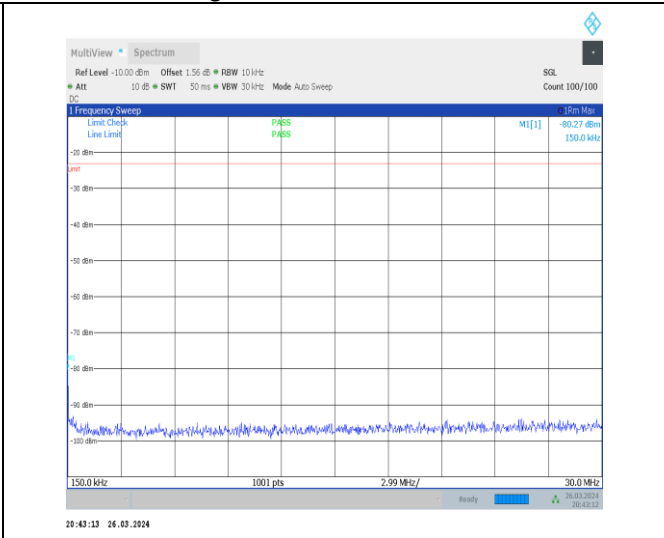 MultiView Spectrum
Ref Level -10.00 dBm Offset 1.56 dB RBW 10 kHz SGL
Att 10 dB SWT 50 ms VBW 30 kHz Mode Auto Sweep Count 100/100
DC
1 Frequency Sweep 1Rm Max
Limit Check PASS M1[1] -80.27 dBm
Line Limit PASS 150.0 kHz
-20 dBm
Limit
-30 dBm
-40 dBm
-50 dBm
-60 dBm
-70 dBm
M1
-80 dBm
-90 dBm
-100 dBm
150.0 kHz 1001 pts 2.99 MHz/ 30.0 MHz
Ready 26.03.2024
20:43:12
20:43:13 26.03.2024